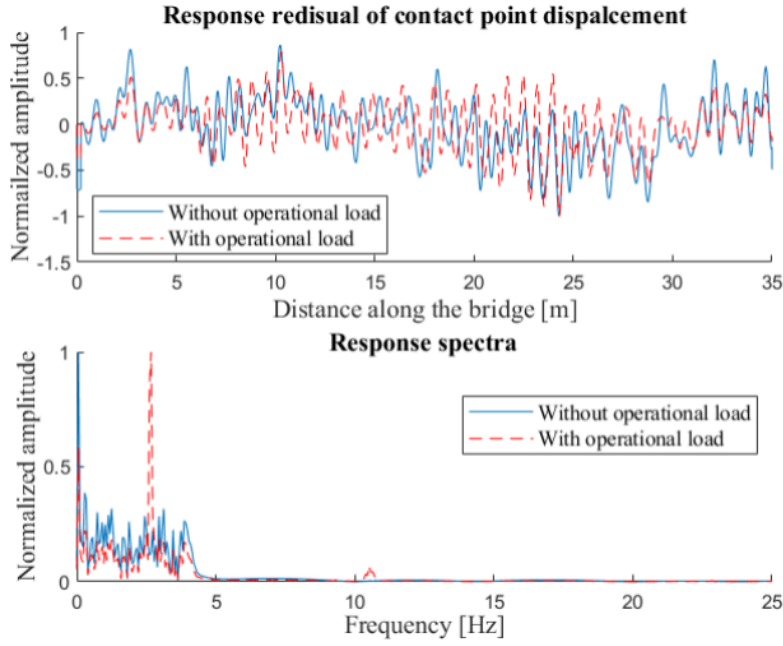 Response redisual of contact point dispalcement
Normailzed amplitude
1
0.5
0
-0.5
-1
-1.5
Without operational load
With operational load
0 5 10 15 20 25 30 35
Distance along the bridge [m]
Response spectra
Normalized amplitude
1
0.5
0
Without operational load
With operational load
0 5 10 15 20 25
Frequency [Hz]